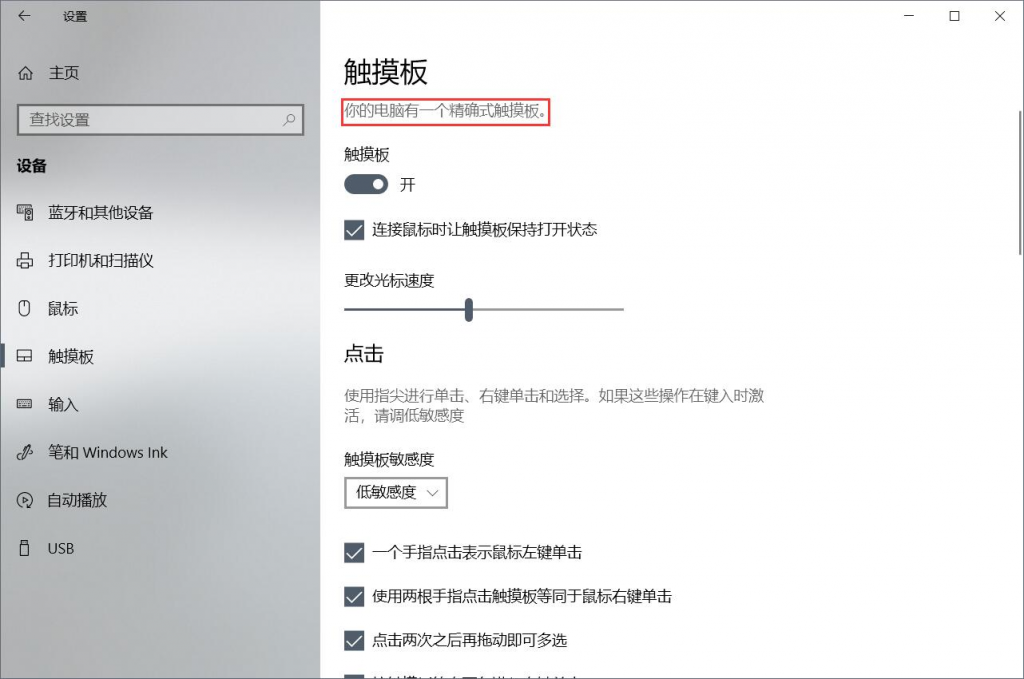 设置
主页
查找设置
设备
蓝牙和其他设备
打印机和扫描仪
鼠标
触摸板
输入
笔和 Windows Ink
自动播放
USB
触摸板
你的电脑有一个精确式触摸板。
触摸板
开
连接鼠标时让触摸板保持打开状态
更改光标速度
点击
使用指尖进行单击、右键单击和选择。如果这些操作在键入时激
活，请调低敏感度
触摸板敏感度
低敏感度
一个手指点击表示鼠标左键单击
使用两根手指点击触摸板等同于鼠标右键单击
点击两次之后再拖动即可多选